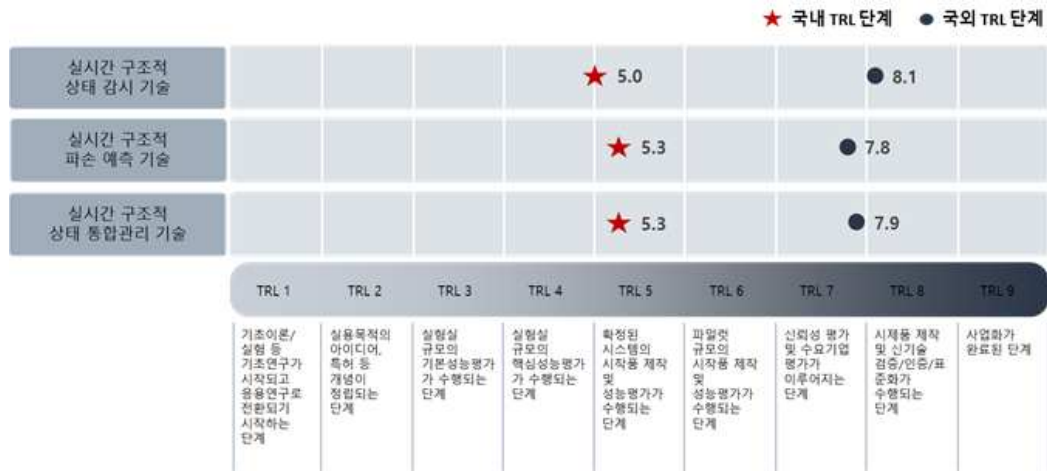 ★ 국내 TRL 단계 ● 국외 TRL 단계
실시간 구조적
상태 감시 기술
5.0
8.1
실시간 구조적
파손 예측 기술
5.3
7.8
실시간 구조적
상태 통합관리 기술
5.3
7.9
TRL 1
TRL 2
TRL 3
TRL 4
TRL 5
TRL 6
TRL 7
TRL 8
TRL 9
기초이론/
실험 등
기초연구가
시작되고
응용연구로
전환되기
시작하는
단계
실용목적의
아이디어,
특허 등
개념이
정립되는
단계
실험실
규모의
기본성능평가
가 수행되는
단계
실험실
규모의
핵심성능평가
가 수행되는
단계
확정된
시스템의
시작품 제작
및
성능평가가
수행되는
단계
파일럿
규모의
시작품 제작
및
성능평가가
수행되는
단계
신뢰성 평가
및 수요기업
평가가
이루어지는
단계
시제품 제작
및 신기술
검증/인증/표
준화가
수행되는
단계
사업화가
완료된 단계